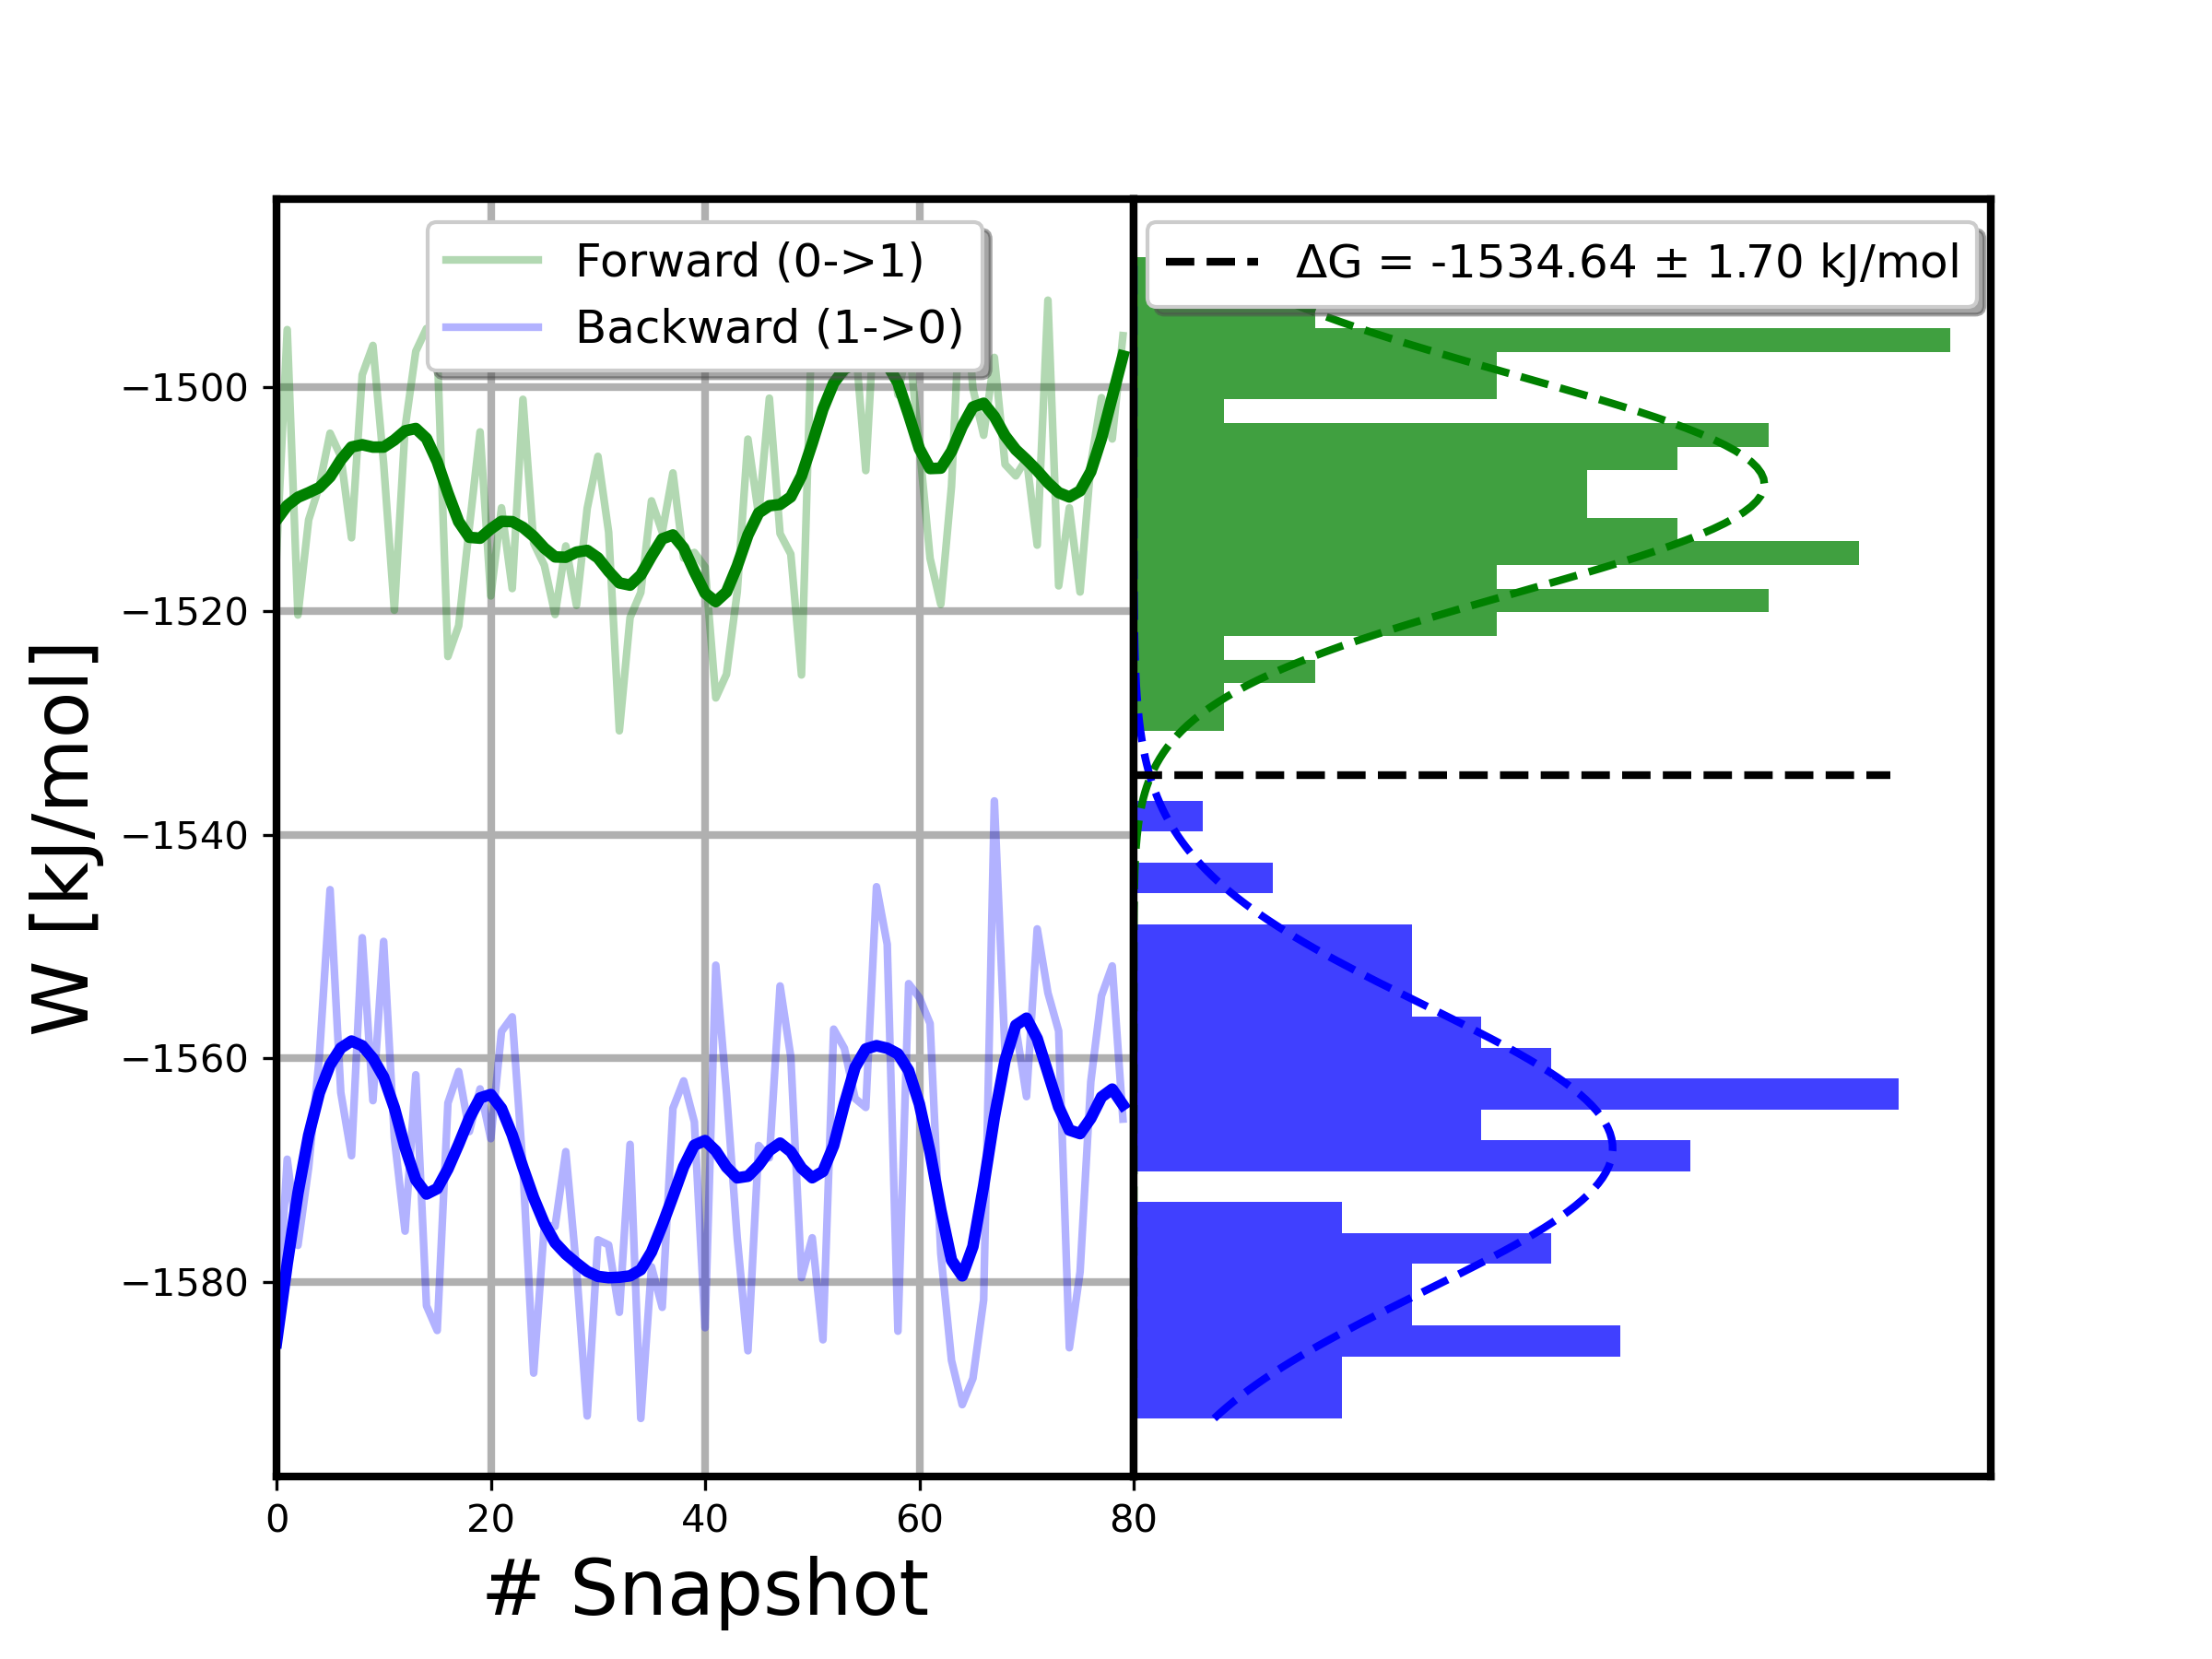 Forward (0->1)
Backward (1->0)
ΔG = -1534.64 ± 1.70 kJ/mol
W [kJ/mol]
−1500
−1520
−1540
−1560
−1580
0 20 40 60 80
# Snapshot